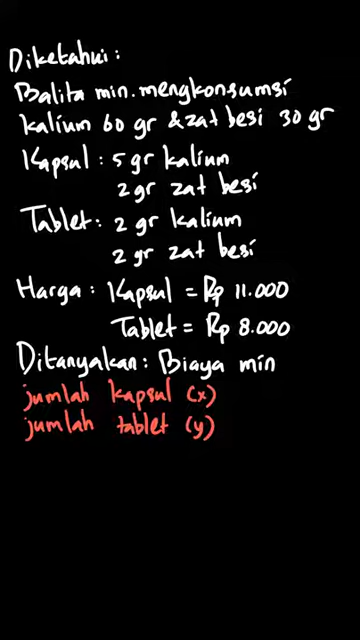 Diketahui :
Balita min. mengkonsumsi
kalium 60 gr & zat besi 30 gr
Kapsul : 5 gr kalium
2 gr zat besi
Tablet : 2 gr kalium
2 gr zat besi
Harga : Kapsul = Rp 11.000
Tablet = Rp 8.000
Ditanyakan : Biaya min
jumlah kapsul (x)
jumlah tablet (y)